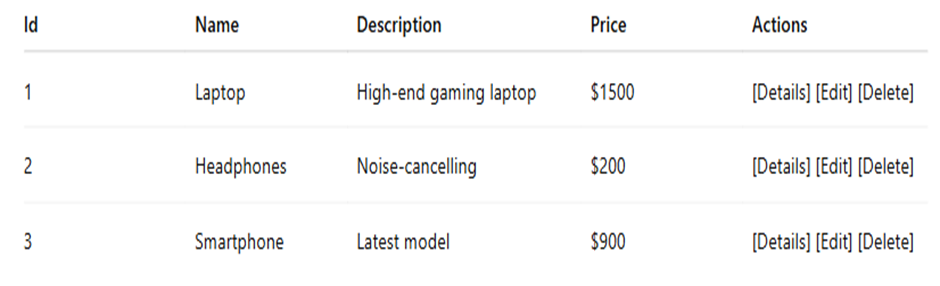 Id Name Description Price Actions
1 Laptop High-end gaming laptop $1500 [Details] [Edit] [Delete]
2 Headphones Noise-cancelling $200 [Details] [Edit] [Delete]
3 Smartphone Latest model $900 [Details] [Edit] [Delete]